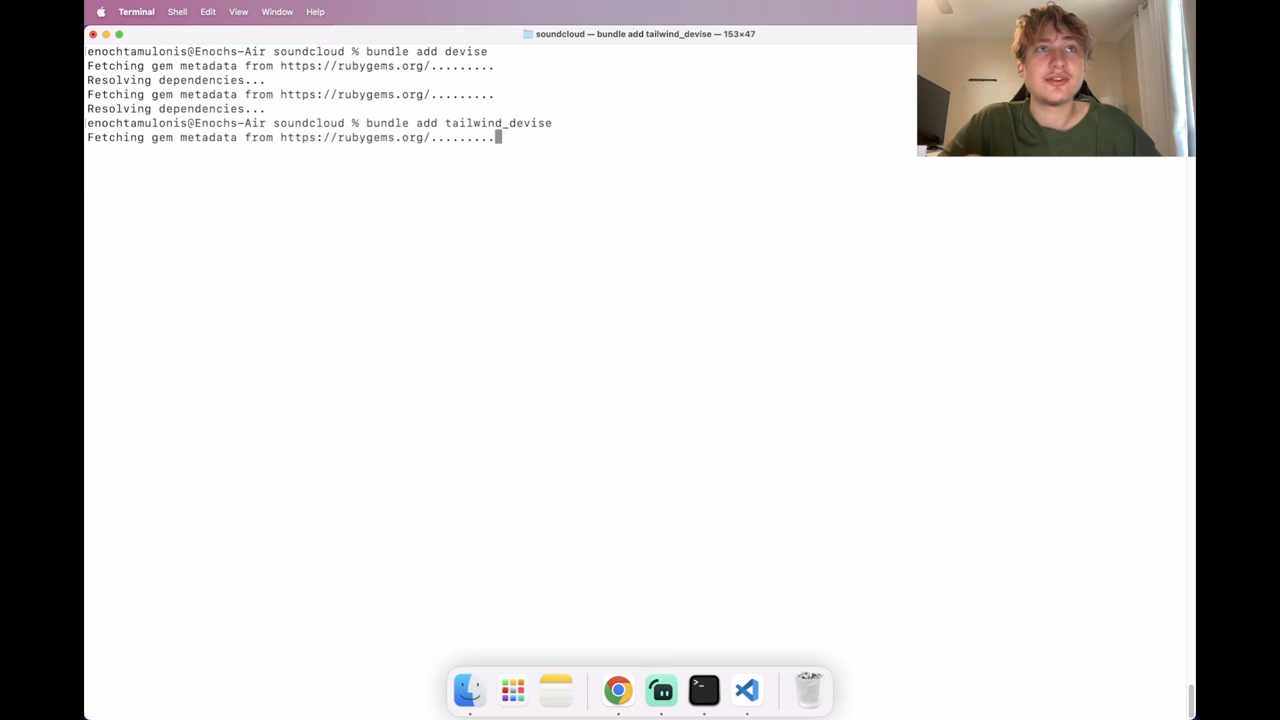 Terminal Shell Edit View Window Help
soundcloud — bundle add tailwind_devise — 153×47
enochtamulonis@Enochs-Air soundcloud % bundle add devise
Fetching gem metadata from https://rubygems.org/.........
Resolving dependencies...
Fetching gem metadata from https://rubygems.org/.........
Resolving dependencies...
enochtamulonis@Enochs-Air soundcloud % bundle add tailwind_devise
Fetching gem metadata from https://rubygems.org/.........